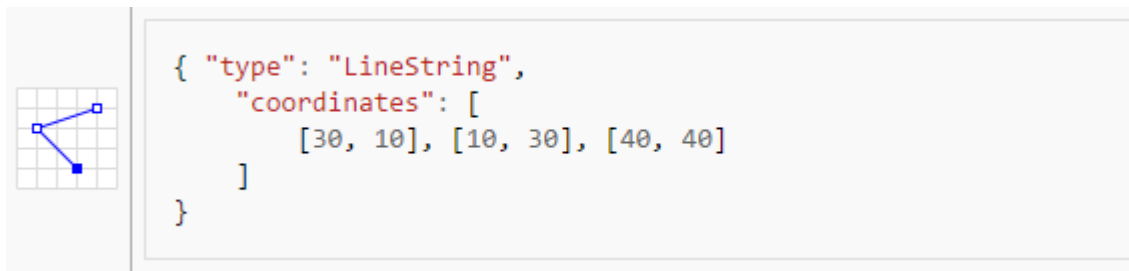 { "type": "LineString",
"coordinates": [
[30, 10], [10, 30], [40, 40]
]
}